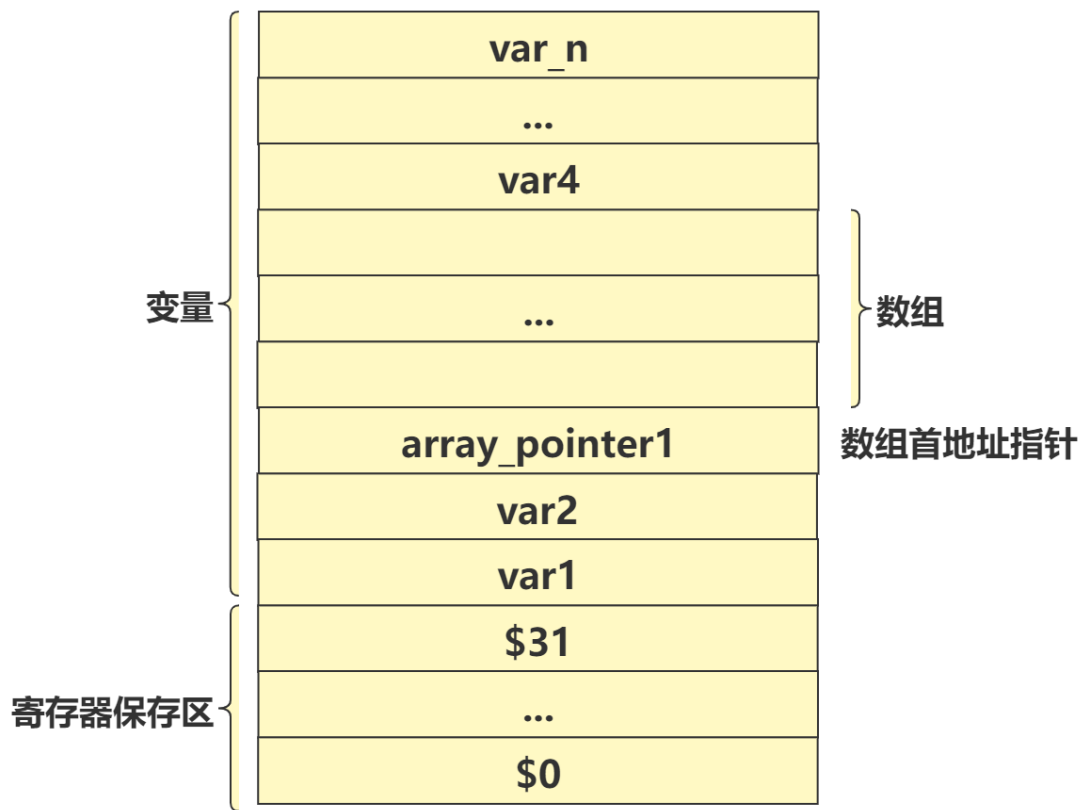 var_n
...
var4
变量
...
数组
array_pointer1
数组首地址指针
var2
var1
$31
寄存器保存区
...
$0